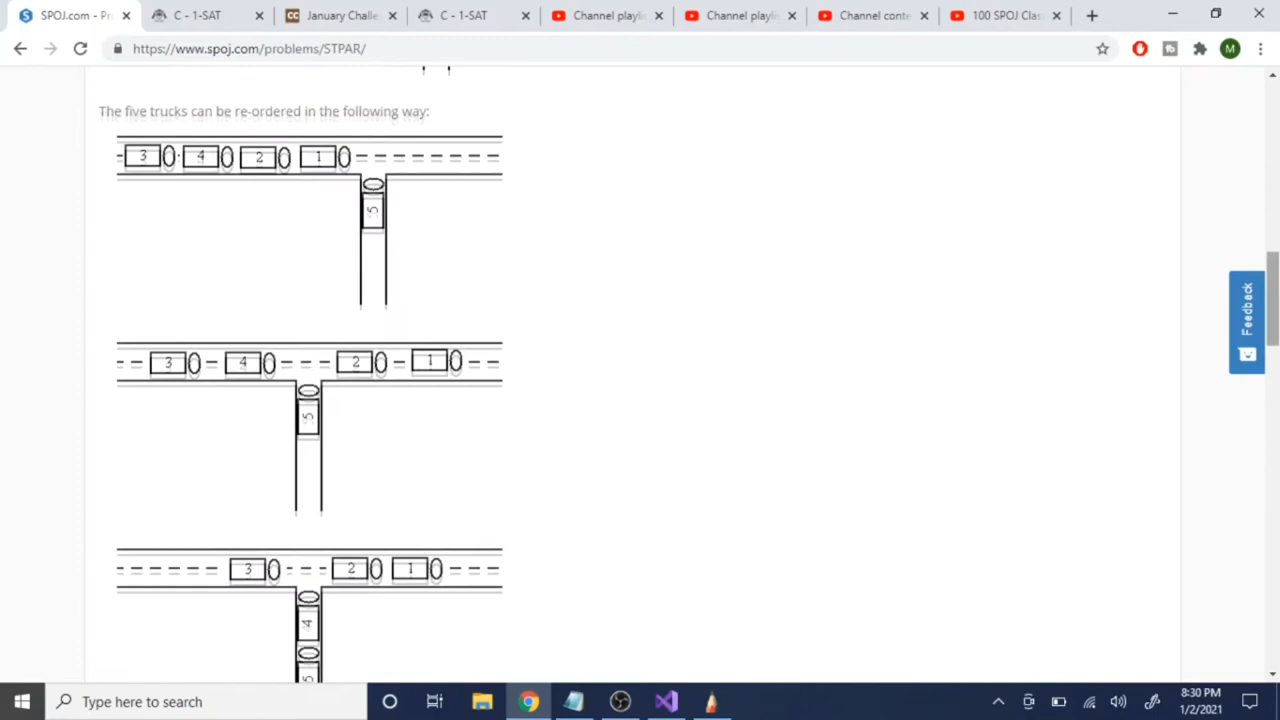 SPOJ.com - Pr
C - 1-SAT
January Challe
C - 1-SAT
Channel playlic
Channel playli
Channel conte
100 SPOJ Clas
https://www.spoj.com/problems/STPAR/
M
The five trucks can be re-ordered in the following way:
3 4 2 1
5
3 4 2 1
5
3 2 1
4
5
Feedback
Type here to search
8:30 PM
1/2/2021